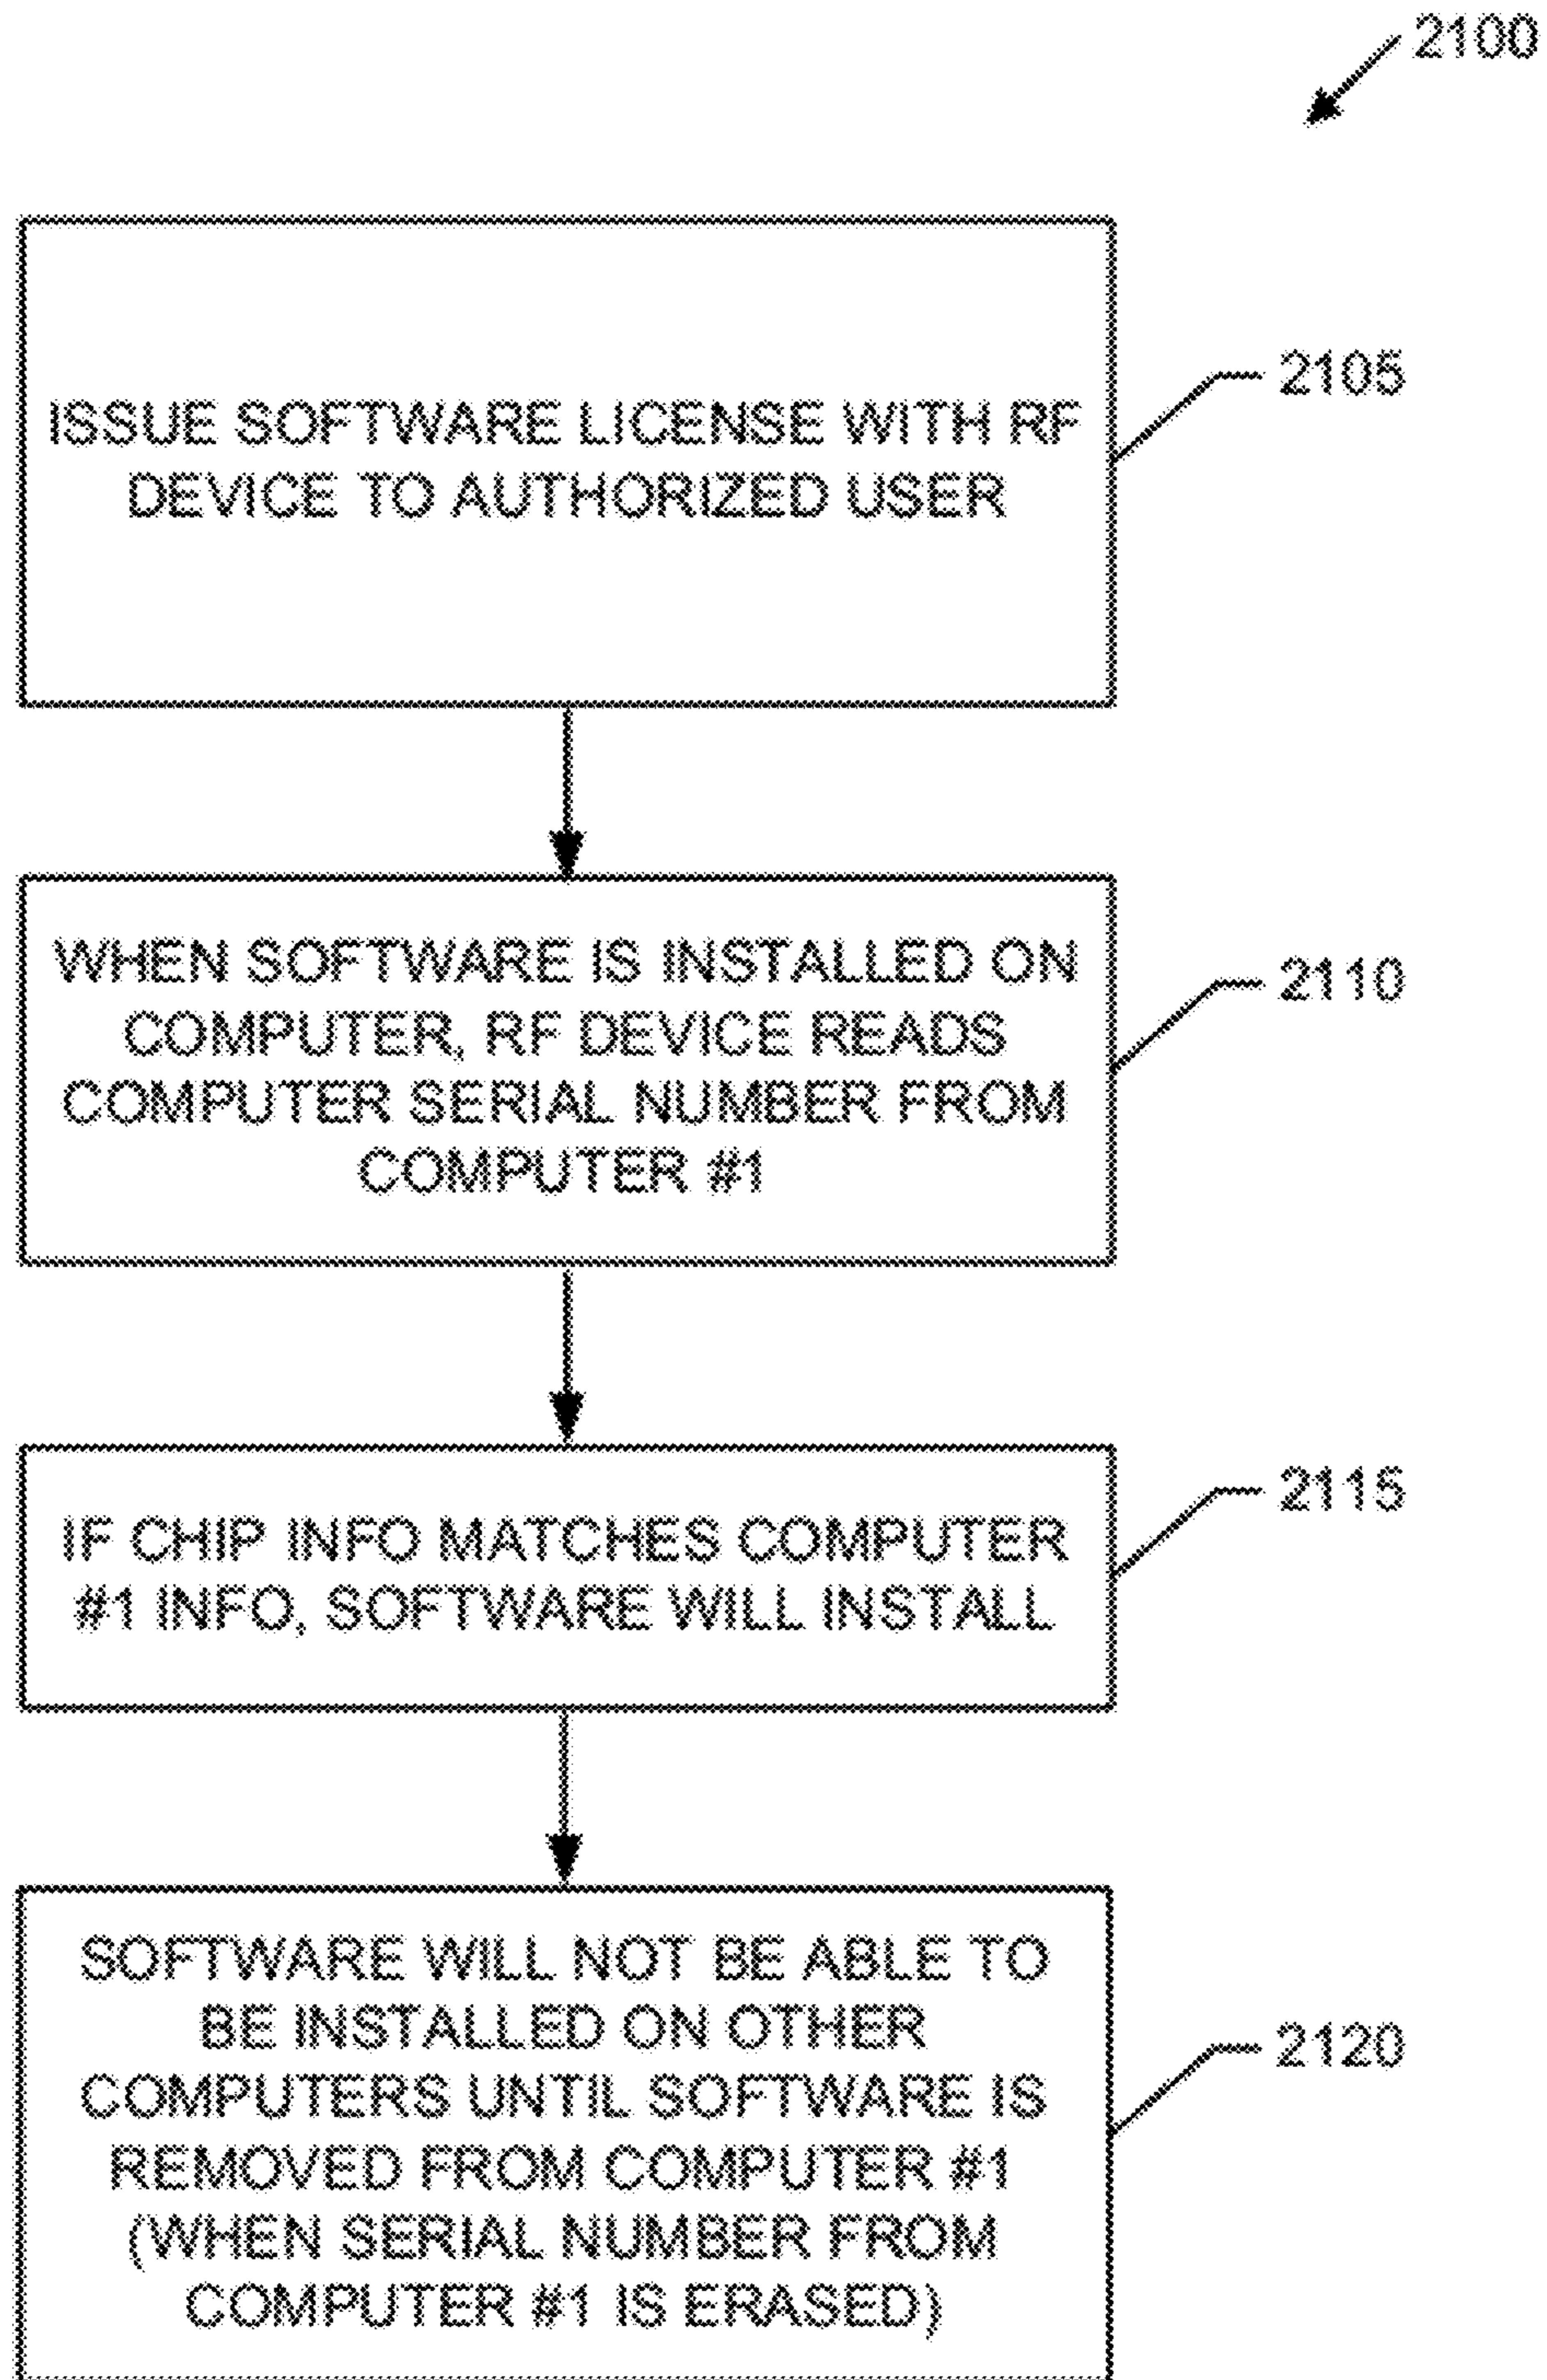 2100
ISSUE SOFTWARE LICENSE WITH RF
DEVICE TO AUTHORIZED USER
2105
WHEN SOFTWARE IS INSTALLED ON
COMPUTER, RF DEVICE READS
COMPUTER SERIAL NUMBER FROM
COMPUTER #1
2110
IF CHIP INFO MATCHES COMPUTER
#1 INFO, SOFTWARE WILL INSTALL
2115
SOFTWARE WILL NOT BE ABLE TO
BE INSTALLED ON OTHER
COMPUTERS UNTIL SOFTWARE IS
REMOVED FROM COMPUTER #1
(WHEN SERIAL NUMBER FROM
COMPUTER #1 IS ERASED)
2120